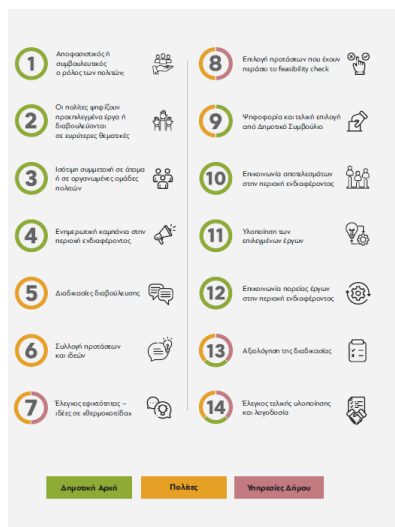 1
Αποφασιστικός ή
συμβουλευτικός
ο ρόλος των πολιτών;
2
Οι πολίτες ψηφίζουν
προεπιλεγμένα έργα ή
διαβουλεύονται
σε ευρύτερες θεματικές
3
Ισότιμη συμμετοχή σε άτομα
ή σε οργανωμένες ομάδες
πολιτών
4
Ενημερωτική καμπάνια στην
περιοχή ενδιαφέροντος
5
Διαδικασίες διαβούλευσης
6
Συλλογή προτάσεων
και ιδεών
7
Έλεγχος εφικτότητας –
ιδέες σε «θερμοκοιτίδα»
8
Επιλογή προτάσεων που έχουν
περάσει το feasibility check
9
Ψηφοφορία και τελική επιλογή
από Δημοτικό Συμβούλιο
10
Επικοινωνία αποτελεσμάτων
στην περιοχή ενδιαφέροντος
11
Υλοποίηση των
επιλεγμένων έργων
12
Επικοινωνία πορείας έργων
στην περιοχή ενδιαφέροντος
13
Αξιολόγηση της διαδικασίας
14
Έλεγχος τελικής υλοποίησης
και λογοδοσία
Δημοτική Αρχή
Πολίτες
Υπηρεσίες Δήμου